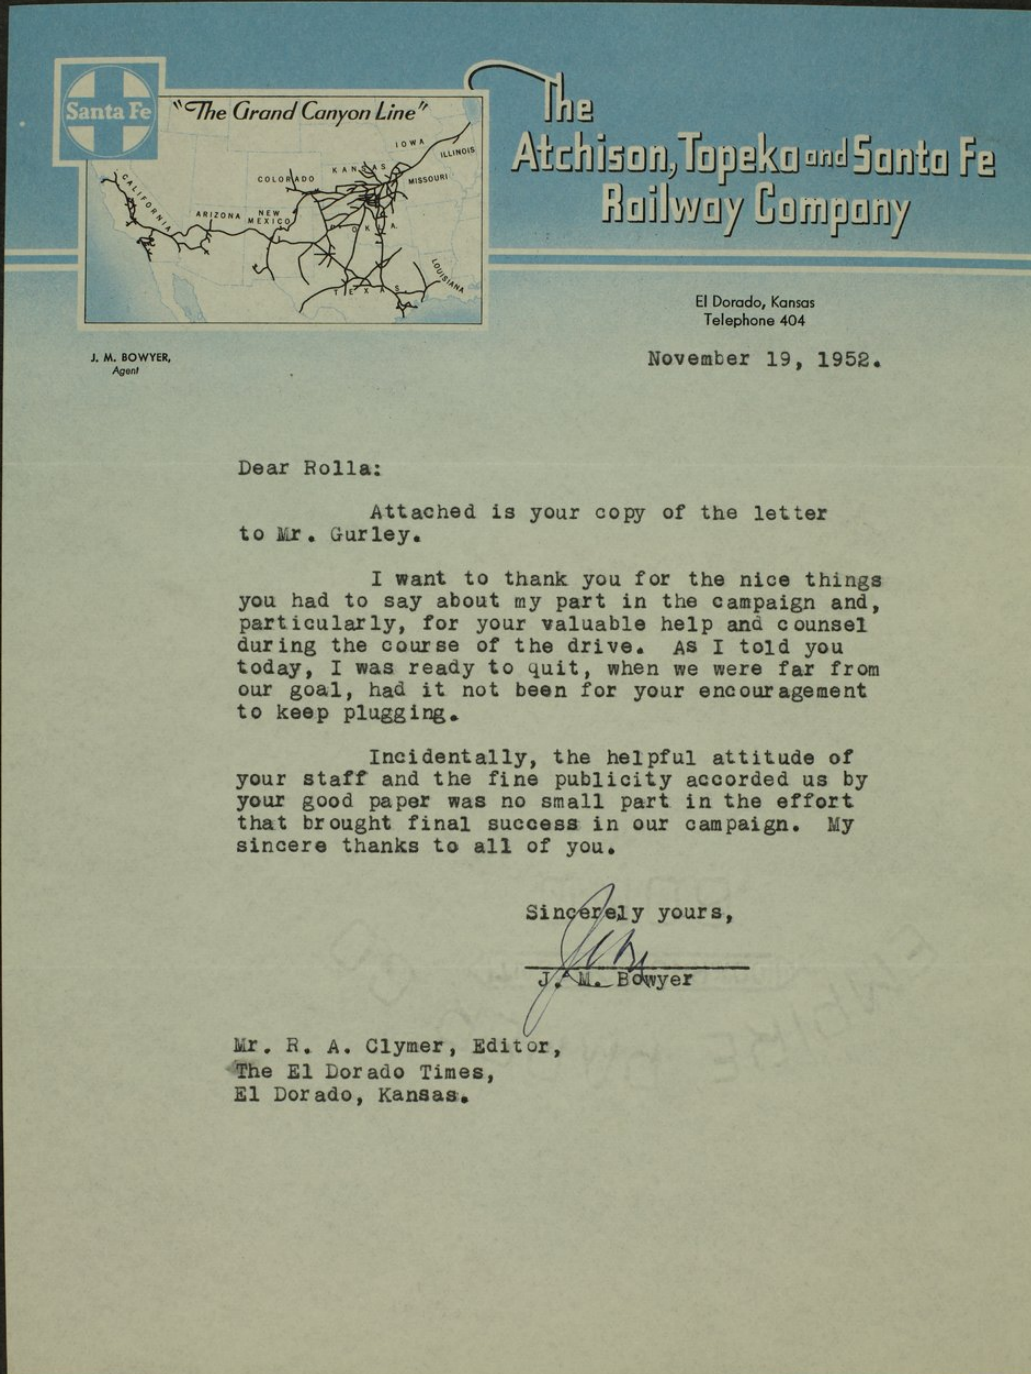 Santa Fe
"The Grand Canyon Line"
IOWA
ILLINOIS
KANSAS
COLORADO
MISSOURI
CALIFORNIA
ARIZONA
NEW
MEXICO
OKLA.
TEXAS
LOUISIANA
The
Atchison, Topeka and Santa Fe
Railway Company
El Dorado, Kansas
Telephone 404
J. M. BOWYER,
Agent
November 19, 1952.
Dear Rolla:
Attached is your copy of the letter
to Mr. Gurley.
I want to thank you for the nice things
you had to say about my part in the campaign and,
particularly, for your valuable help and counsel
during the course of the drive. As I told you
today, I was ready to quit, when we were far from
our goal, had it not been for your encouragement
to keep plugging.
Incidentally, the helpful attitude of
your staff and the fine publicity accorded us by
your good paper was no small part in the effort
that brought final success in our campaign. My
sincere thanks to all of you.
Sincerely yours,
J. M. Bowyer
Mr. R. A. Clymer, Editor,
The El Dorado Times,
El Dorado, Kansas.